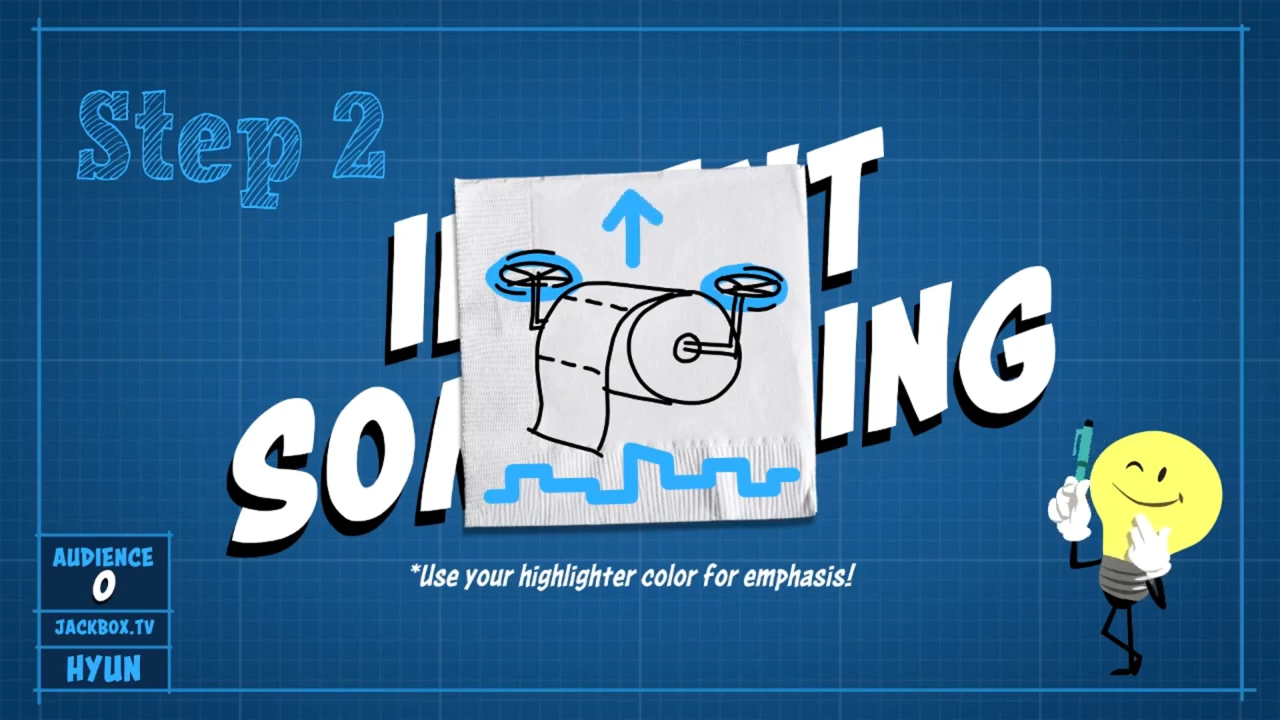 Step 2
SO
ING
*Use your highlighter color for emphasis!
AUDIENCE
0
JACKBOX.TV
HYUN